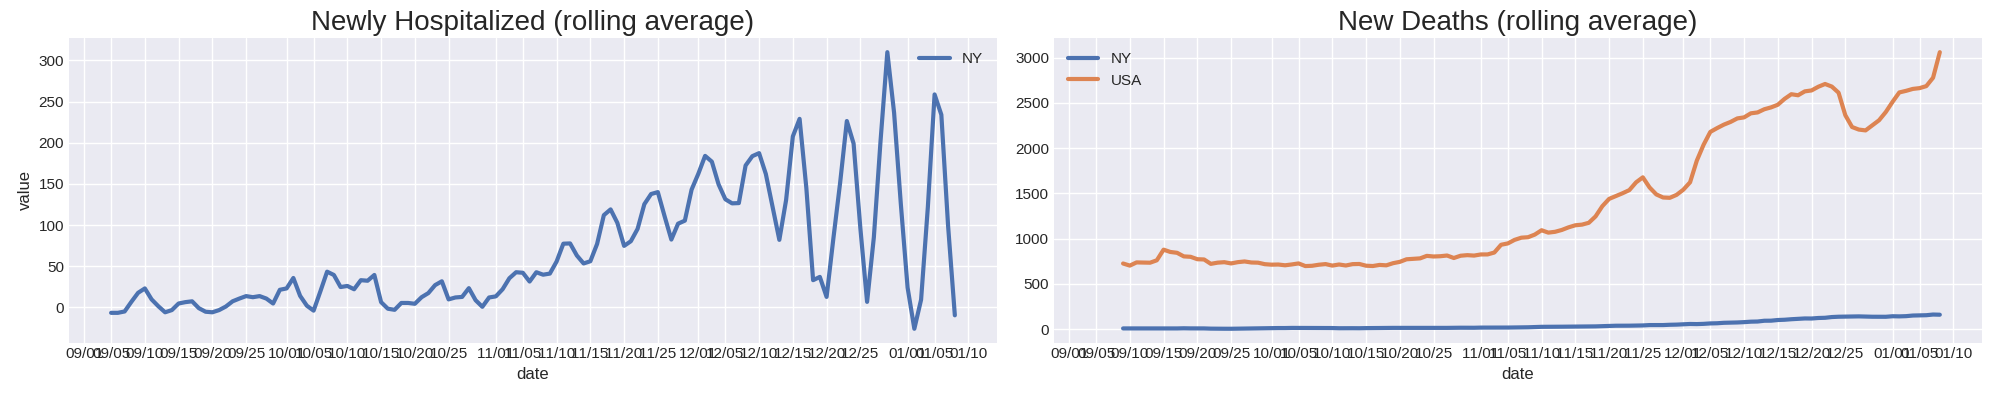 Newly Hospitalized (rolling average)
NY
300
250
200
150
100
50
0
value
09/01 09/05 09/10 09/15 09/20 09/25 10/01 10/05 10/10 10/15 10/20 10/25 11/01 11/05 11/10 11/15 11/20 11/25 12/01 12/05 12/10 12/15 12/20 12/25 01/01 01/05 01/10
date
New Deaths (rolling average)
NY
USA
3000
2500
2000
1500
1000
500
0
09/01 09/05 09/10 09/15 09/20 09/25 10/01 10/05 10/10 10/15 10/20 10/25 11/01 11/05 11/10 11/15 11/20 11/25 12/01 12/05 12/10 12/15 12/20 12/25 01/01 01/05 01/10
date